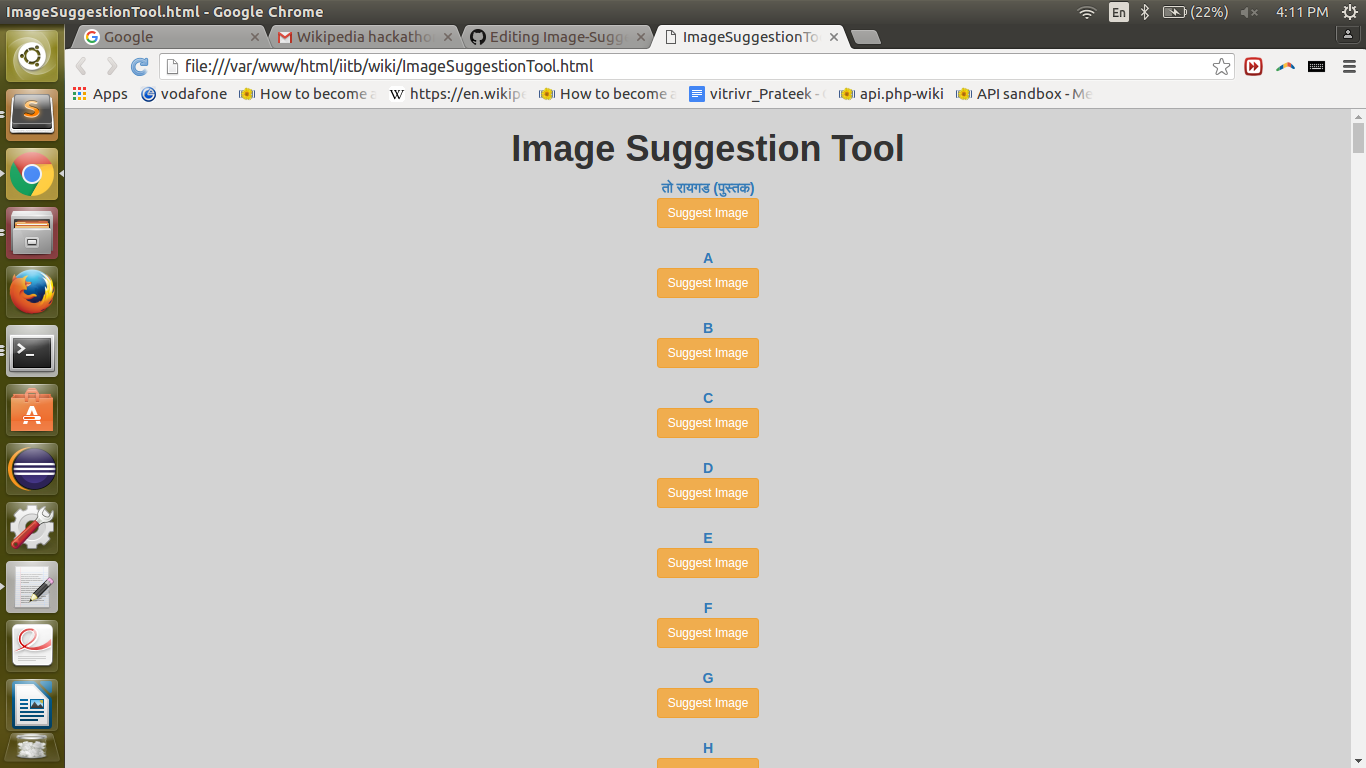 ImageSuggestionTool.html - Google Chrome
En
(22%)
4:11 PM
Google
Wikipedia hackatho
Editing Image-Sugg
ImageSuggestionTo
file:///var/www/html/iitb/wiki/ImageSuggestionTool.html
Apps
vodafone
How to become a
https://en.wikipe
How to become a
vitrivr_Prateek -
api.php-wiki
API sandbox - Me
Image Suggestion Tool
तो रायगड (पुस्तक)
Suggest Image
A
Suggest Image
B
Suggest Image
C
Suggest Image
D
Suggest Image
E
Suggest Image
F
Suggest Image
G
Suggest Image
H